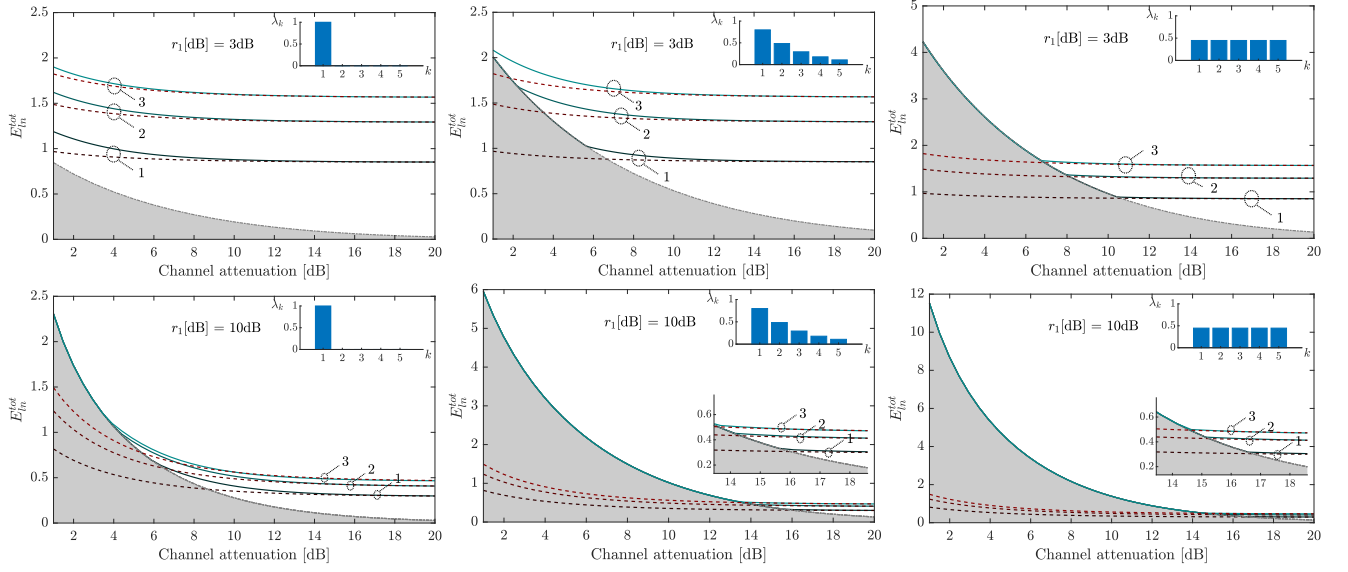 2.5
2
1.5
1
0.5
0
E_{ln}^{tot}
r₁[dB] = 3dB
λ_k
1
0.5
0
1 2 3 4 5 k
3
2
1
2 4 6 8 10 12 14 16 18 20
Channel attenuation [dB]
2.5
2
1.5
1
0.5
0
E_{ln}^{tot}
r₁[dB] = 3dB
λ_k
1
0.5
0
1 2 3 4 5 k
3
2
1
2 4 6 8 10 12 14 16 18 20
Channel attenuation [dB]
5
4
3
2
1
0
E_{ln}^{tot}
r₁[dB] = 3dB
λ_k
1
0.5
0
1 2 3 4 5 k
3
2
1
2 4 6 8 10 12 14 16 18 20
Channel attenuation [dB]
2.5
2
1.5
1
0.5
0
E_{ln}^{tot}
r₁[dB] = 10dB
λ_k
1
0.5
0
1 2 3 4 5 k
3
2
1
2 4 6 8 10 12 14 16 18 20
Channel attenuation [dB]
6
5
4
3
2
1
0
E_{ln}^{tot}
r₁[dB] = 10dB
λ_k
1
0.5
0
1 2 3 4 5 k
0.6
0.4
0.2
3
2
1
14 15 16 17 18
2 4 6 8 10 12 14 16 18 20
Channel attenuation [dB]
12
10
8
6
4
2
0
E_{ln}^{tot}
r₁[dB] = 10dB
λ_k
1
0.5
0
1 2 3 4 5 k
0.6
0.4
0.2
3
2
1
14 15 16 17 18
2 4 6 8 10 12 14 16 18 20
Channel attenuation [dB]